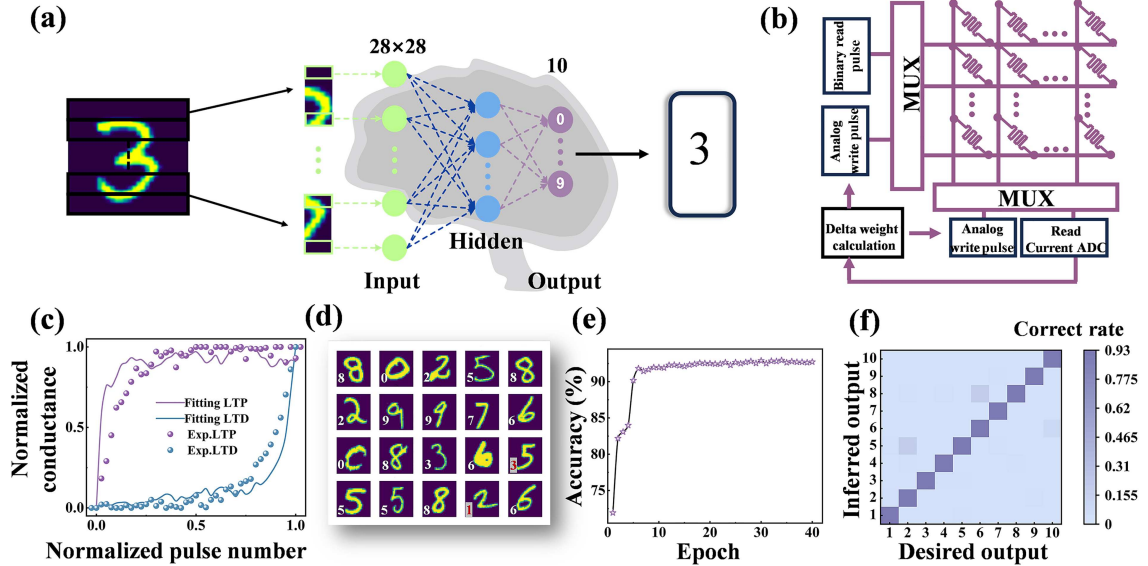 (a)
28×28
10
0
9
3
Hidden
Input
Output
(b)
Binary read
pulse
Analog
write pulse
MUX
MUX
Delta weight
calculation
Analog
write pulse
Read
Current ADC
(c)
Normalized
conductance
1.0
0.5
0.0
Fitting LTP
Fitting LTD
Exp.LTP
Exp.LTD
0.0 0.5 1.0
Normalized pulse number
(d)
8 0 2 5 8
2 9 9 7 6
0 8 3 6 3
5 5 8 1 6
(e)
Accuracy (%)
90
85
80
75
0 10 20 30 40
Epoch
(f)
Correct rate
Inferred output
10
9
8
7
6
5
4
3
2
1
1 2 3 4 5 6 7 8 9 10
Desired output
0.93
0.775
0.62
0.465
0.31
0.155
0